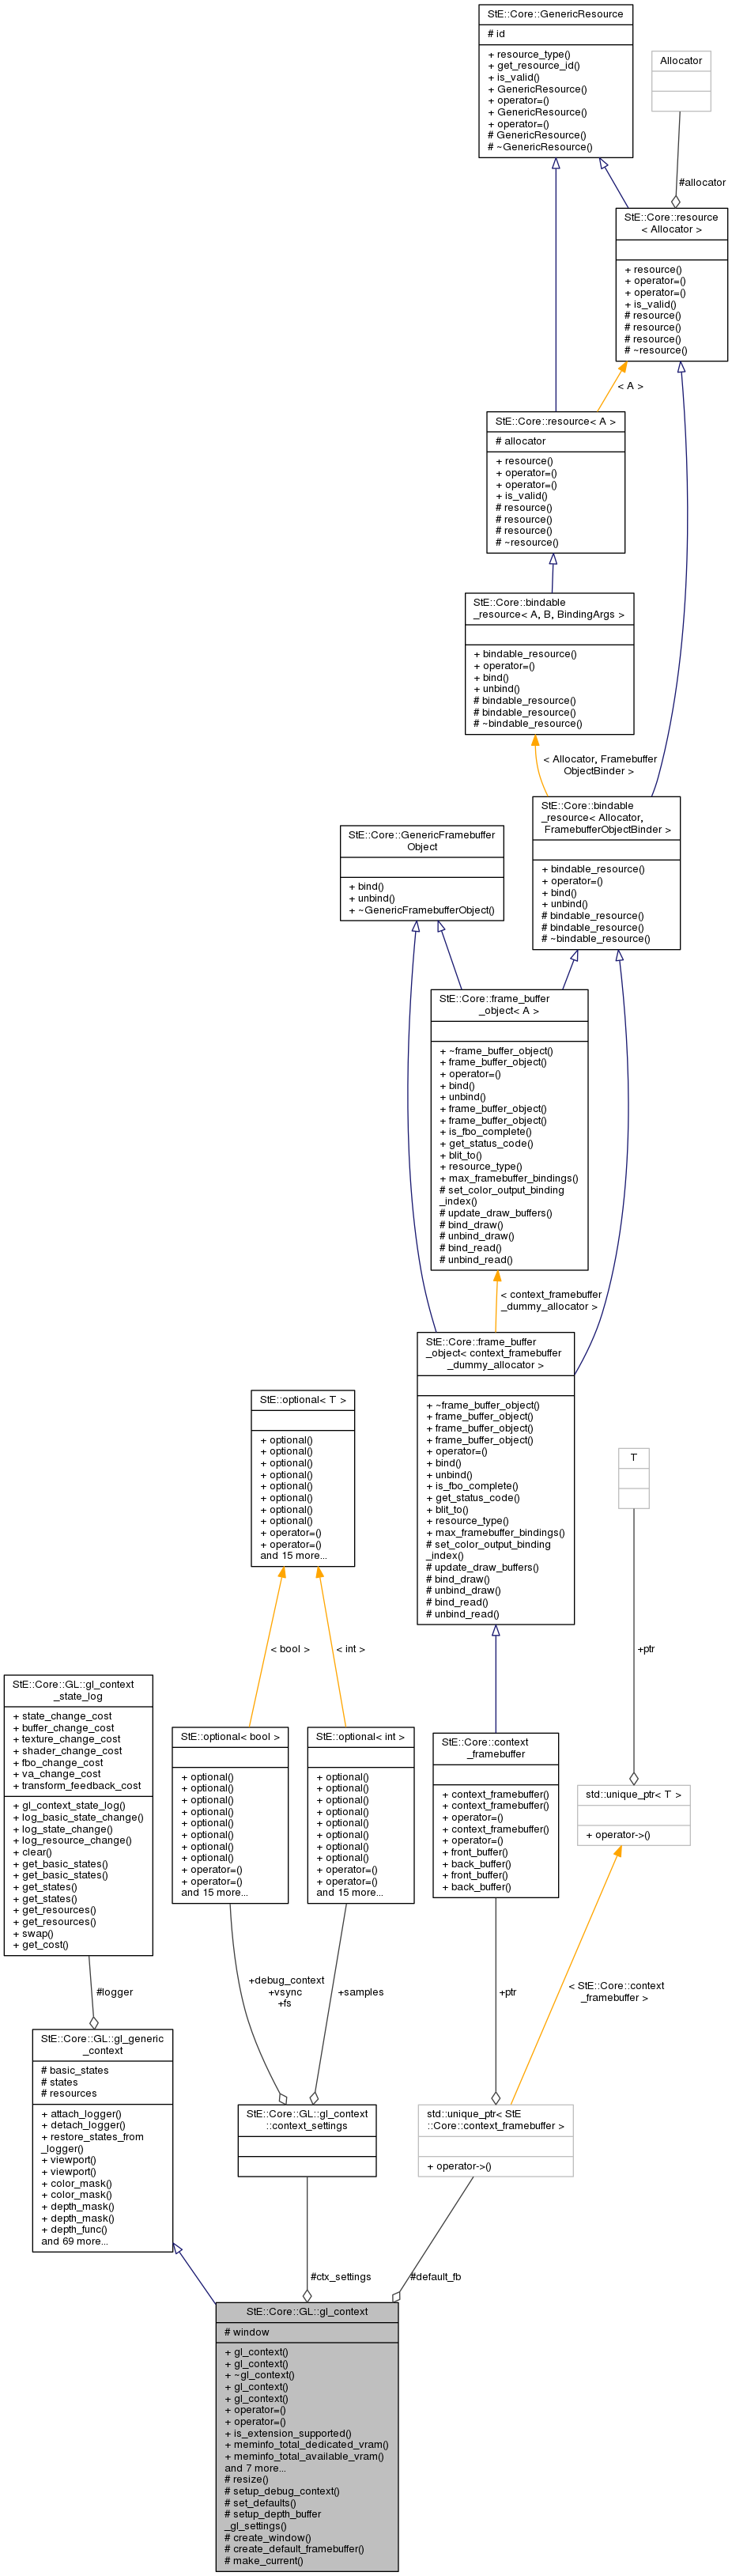 StE::Core::GenericResource
# id
+ resource_type()
+ get_resource_id()
+ is_valid()
+ GenericResource()
+ operator=()
+ GenericResource()
+ operator=()
# GenericResource()
# ~GenericResource()
Allocator
#allocator
StE::Core::resource
< Allocator >
+ resource()
+ operator=()
+ operator=()
+ is_valid()
# resource()
# resource()
# resource()
# ~resource()
< A >
StE::Core::resource< A >
# allocator
+ resource()
+ operator=()
+ operator=()
+ is_valid()
# resource()
# resource()
# resource()
# ~resource()
StE::Core::bindable
_resource< A, B, BindingArgs >
+ bindable_resource()
+ operator=()
+ bind()
+ unbind()
# bindable_resource()
# bindable_resource()
# ~bindable_resource()
< Allocator, Framebuffer
ObjectBinder >
StE::Core::bindable
_resource< Allocator,
FramebufferObjectBinder >
+ bindable_resource()
+ operator=()
+ bind()
+ unbind()
# bindable_resource()
# bindable_resource()
# ~bindable_resource()
StE::Core::GenericFramebuffer
Object
+ bind()
+ unbind()
+ ~GenericFramebufferObject()
StE::Core::frame_buffer
_object< A >
+ ~frame_buffer_object()
+ frame_buffer_object()
+ operator=()
+ bind()
+ unbind()
+ frame_buffer_object()
+ frame_buffer_object()
+ is_fbo_complete()
+ get_status_code()
+ blit_to()
+ resource_type()
+ max_framebuffer_bindings()
# set_color_output_binding
_index()
# update_draw_buffers()
# bind_draw()
# unbind_draw()
# bind_read()
# unbind_read()
< context_framebuffer
_dummy_allocator >
StE::Core::frame_buffer
_object< context_framebuffer
_dummy_allocator >
+ ~frame_buffer_object()
+ frame_buffer_object()
+ frame_buffer_object()
+ frame_buffer_object()
+ operator=()
+ bind()
+ unbind()
+ is_fbo_complete()
+ get_status_code()
+ blit_to()
+ resource_type()
+ max_framebuffer_bindings()
# set_color_output_binding
_index()
# update_draw_buffers()
# bind_draw()
# unbind_draw()
# bind_read()
# unbind_read()
StE::optional< T >
+ optional()
+ optional()
+ optional()
+ optional()
+ optional()
+ optional()
+ optional()
+ optional()
+ operator=()
+ operator=()
and 15 more...
T
+ptr
< bool >
< int >
StE::Core::GL::gl_context
_state_log
+ state_change_cost
+ buffer_change_cost
+ texture_change_cost
+ shader_change_cost
+ fbo_change_cost
+ va_change_cost
+ transform_feedback_cost
+ gl_context_state_log()
+ log_basic_state_change()
+ log_state_change()
+ log_resource_change()
+ clear()
+ get_basic_states()
+ get_basic_states()
+ get_states()
+ get_states()
+ get_resources()
+ get_resources()
+ swap()
+ get_cost()
StE::optional< bool >
+ optional()
+ optional()
+ optional()
+ optional()
+ optional()
+ optional()
+ optional()
+ optional()
+ operator=()
+ operator=()
and 15 more...
StE::optional< int >
+ optional()
+ optional()
+ optional()
+ optional()
+ optional()
+ optional()
+ optional()
+ optional()
+ operator=()
+ operator=()
and 15 more...
StE::Core::context
_framebuffer
+ context_framebuffer()
+ context_framebuffer()
+ operator=()
+ context_framebuffer()
+ operator=()
+ front_buffer()
+ back_buffer()
+ front_buffer()
+ back_buffer()
std::unique_ptr< T >
+ operator->()
#logger
+debug_context
+vsync
+fs
+samples
+ptr
< StE::Core::context
_framebuffer >
StE::Core::GL::gl_generic
_context
# basic_states
# states
# resources
+ attach_logger()
+ detach_logger()
+ restore_states_from
_logger()
+ viewport()
+ viewport()
+ color_mask()
+ color_mask()
+ depth_mask()
+ depth_mask()
+ depth_func()
and 69 more...
StE::Core::GL::gl_context
::context_settings
std::unique_ptr< StE
::Core::context_framebuffer >
+ operator->()
#ctx_settings
#default_fb
StE::Core::GL::gl_context
# window
+ gl_context()
+ gl_context()
+ ~gl_context()
+ gl_context()
+ gl_context()
+ operator=()
+ operator=()
+ is_extension_supported()
+ meminfo_total_dedicated_vram()
+ meminfo_total_available_vram()
and 7 more...
# resize()
# setup_debug_context()
# set_defaults()
# setup_depth_buffer
_gl_settings()
# create_window()
# create_default_framebuffer()
# make_current()